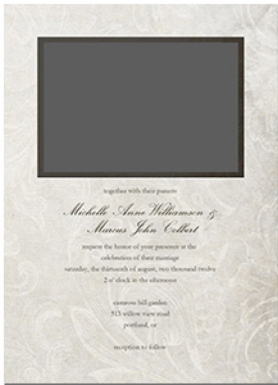 together with their parents
Michelle Anne Williamson &
Marcus John Colbert
request the honor of your presence at the
celebration of their marriage
saturday, the thirteenth of august, two thousand twelve
2 o' clock in the afternoon
camrose hill garden
513 willow view road
portland, or
reception to follow